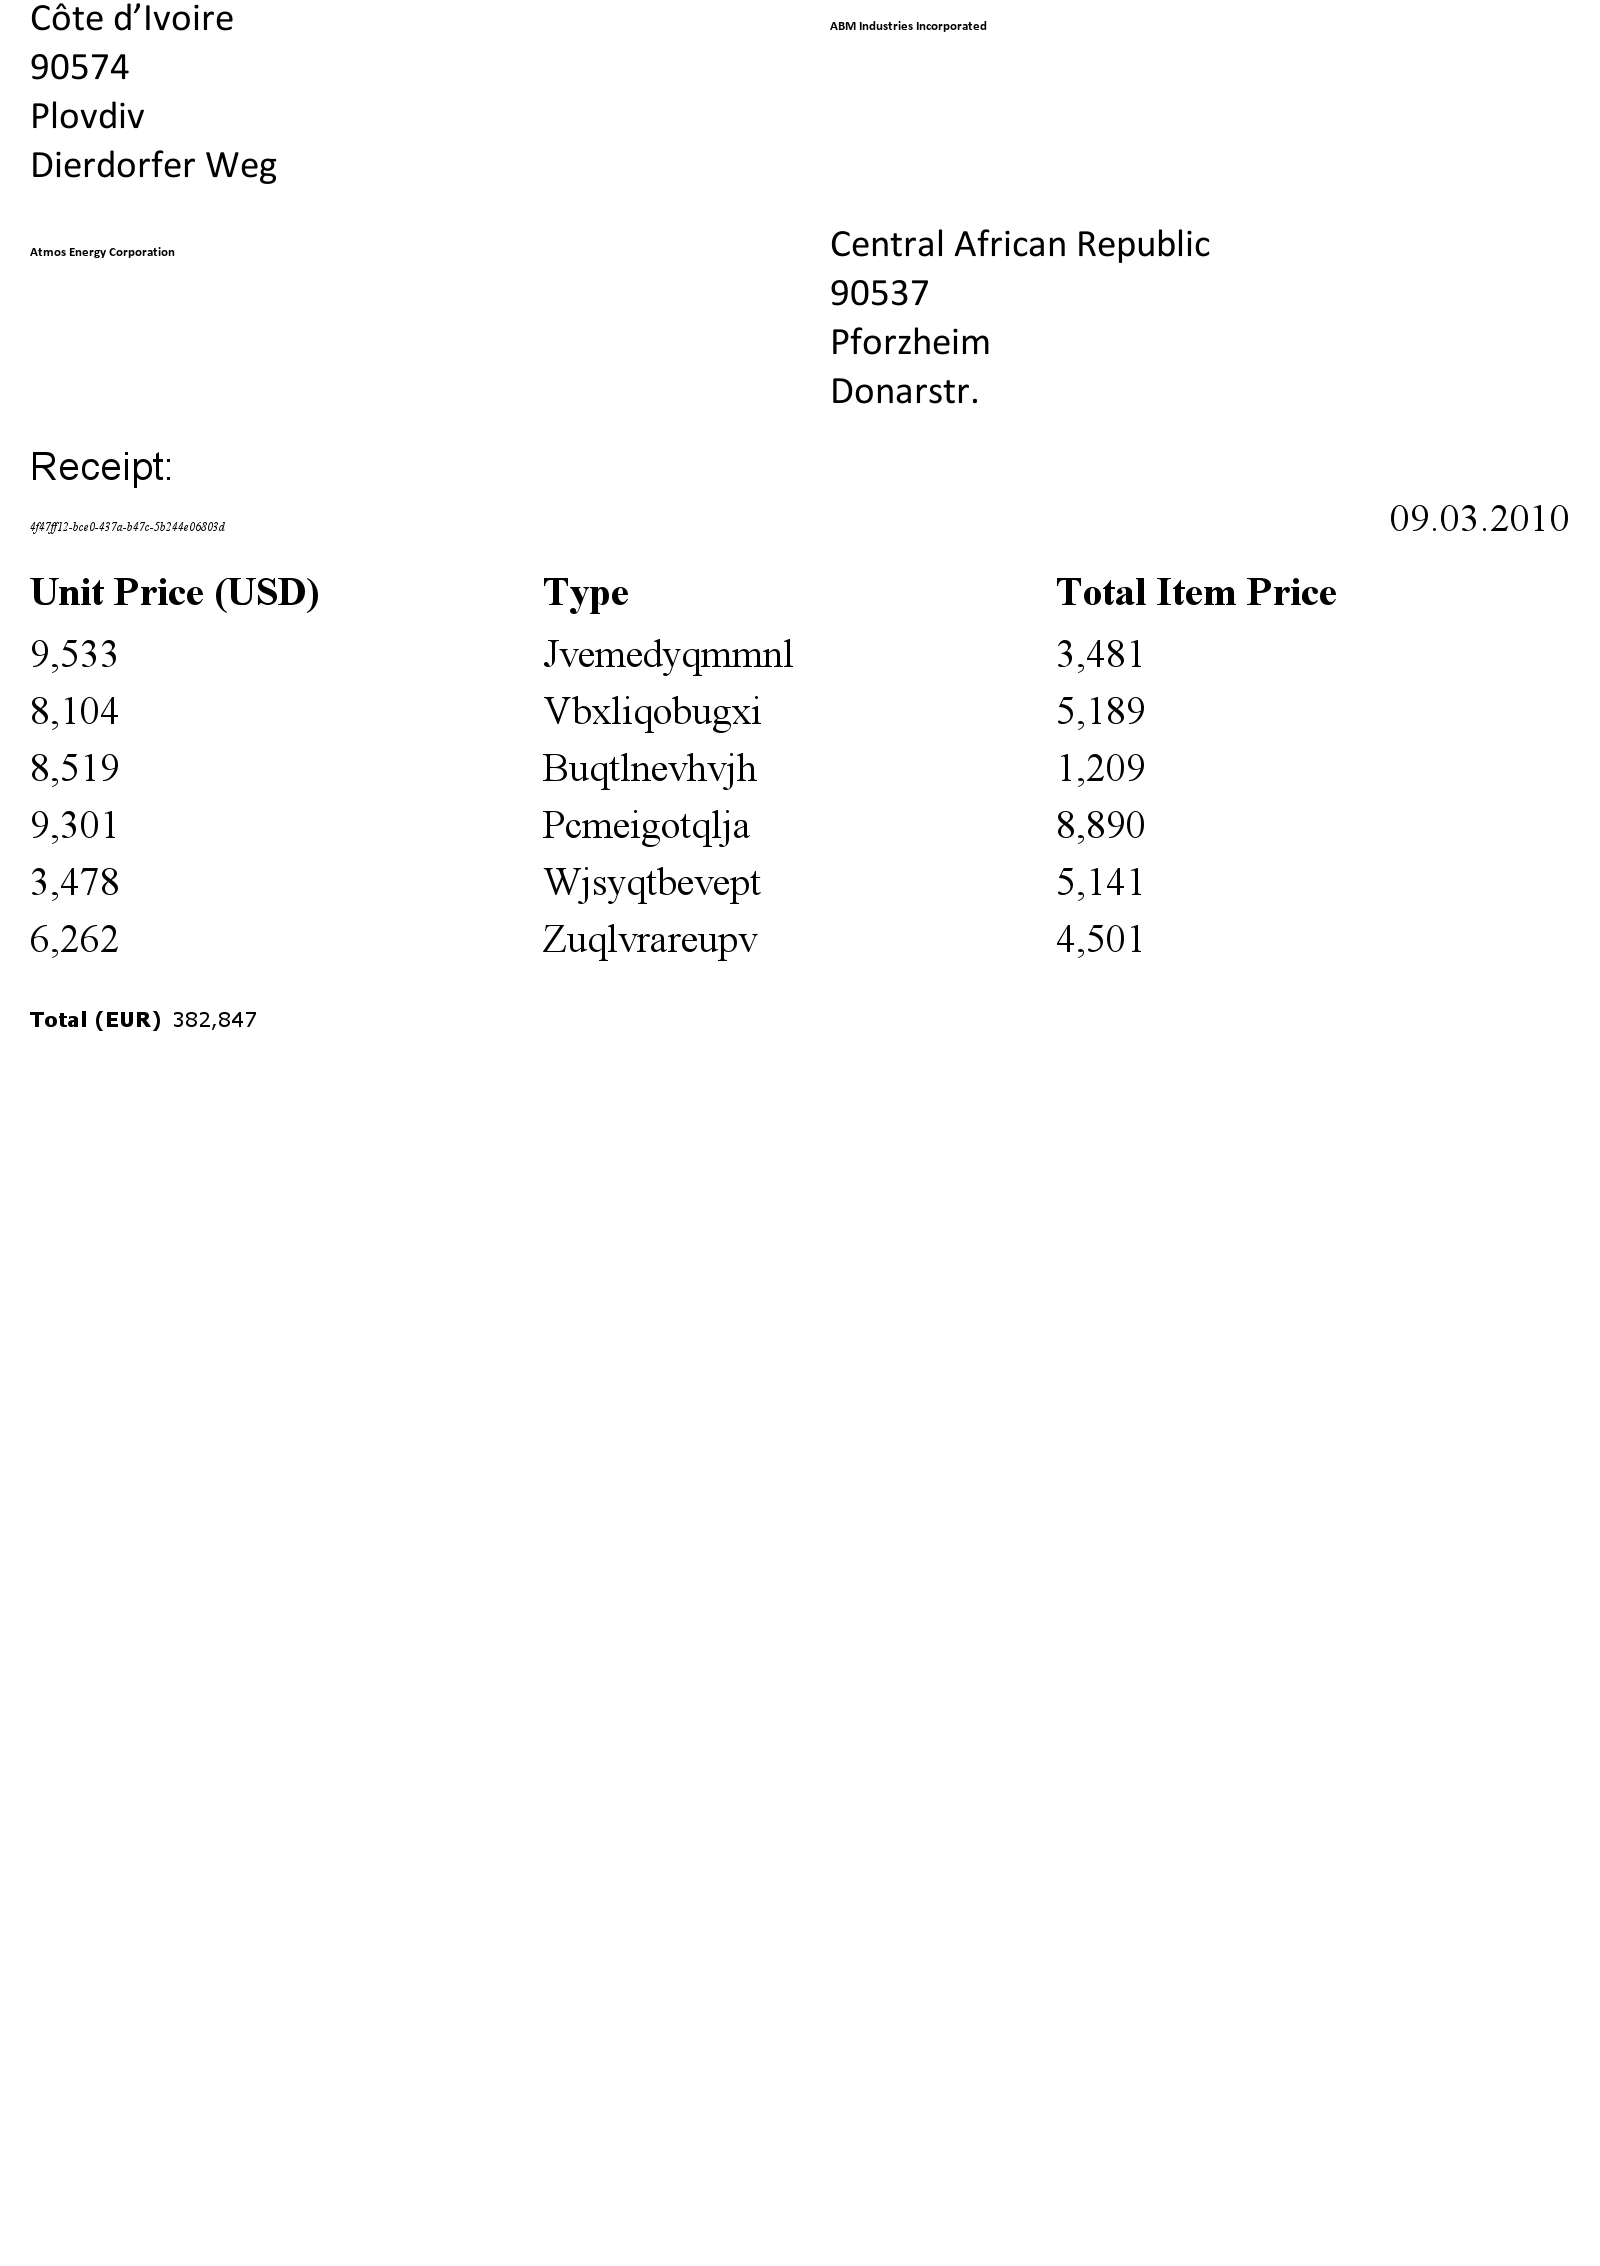 Côte d’Ivoire
90574
Plovdiv
Dierdorfer Weg
ABM Industries Incorporated
Atmos Energy Corporation
Central African Republic
90537
Pforzheim
Donarstr.
Receipt:
4f47ff12-bce0-437a-b47c-5b244e06803d
09.03.2010
Unit Price (USD) Type Total Item Price
9,533 Jvemedyqmmnl 3,481
8,104 Vbxliqobugxi 5,189
8,519 Buqtlnevhvjh 1,209
9,301 Pcmeigotqlja 8,890
3,478 Wjsyqtbevept 5,141
6,262 Zuqlvrareupv 4,501
Total (EUR) 382,847